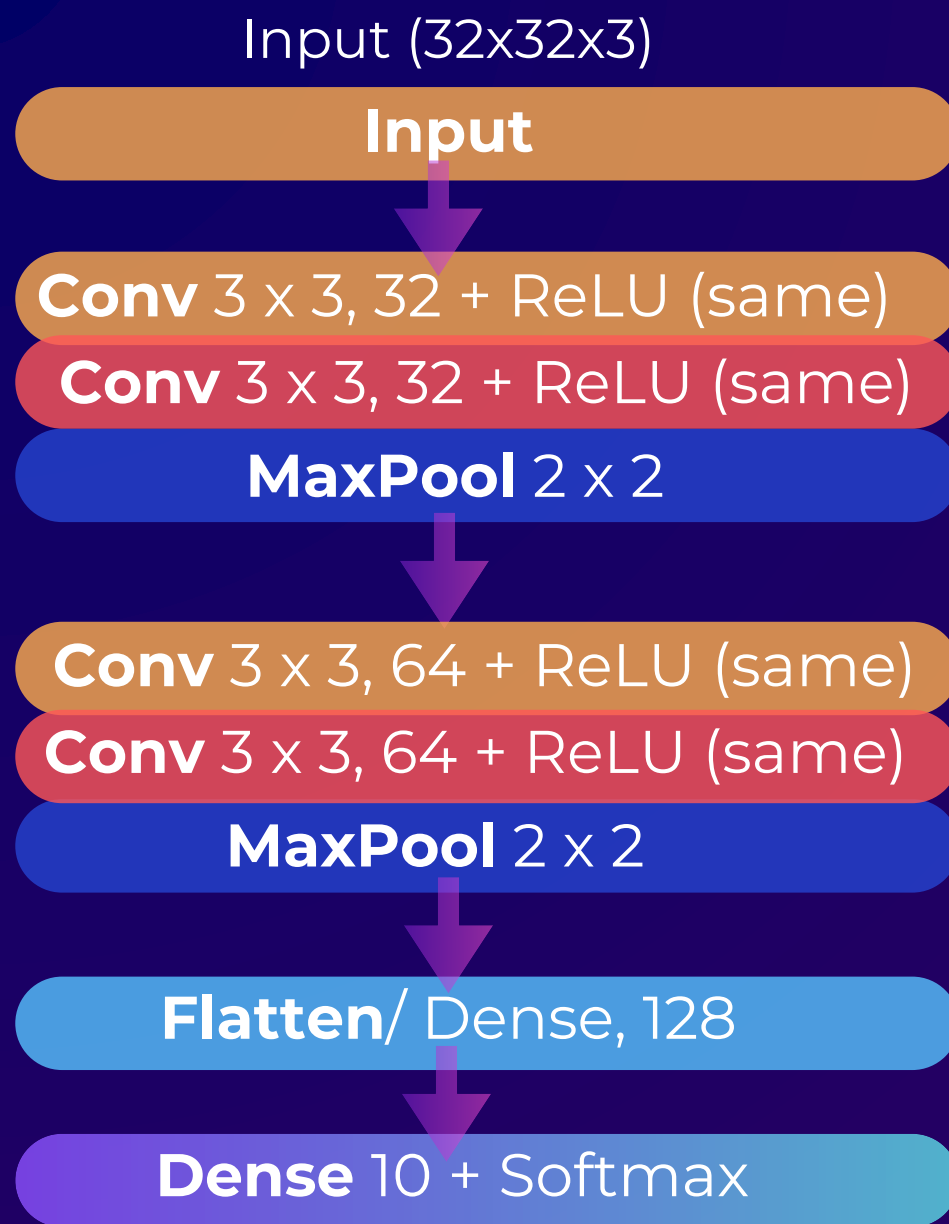 Input (32x32x3)
Input
Conv 3 x 3, 32 + ReLU (same)
Conv 3 x 3, 32 + ReLU (same)
MaxPool 2 x 2
Conv 3 x 3, 64 + ReLU (same)
Conv 3 x 3, 64 + ReLU (same)
MaxPool 2 x 2
Flatten/ Dense, 128
Dense 10 + Softmax